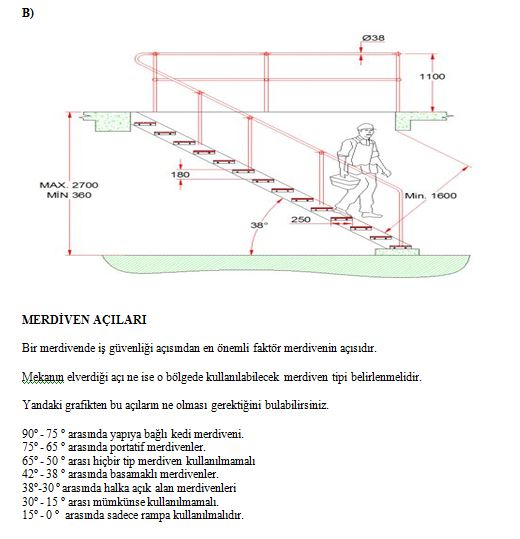 B)
Ø38
1100
180
MAX. 2700
MİN 360
Min. 1600
250
38°
MERDİVEN AÇILARI
Bir merdivende iş güvenliği açısından en önemli faktör merdivenin açısıdır.
Mekanın elverdiği açı ne ise o bölgede kullanılabilecek merdiven tipi belirlenmelidir.
Yandaki grafikten bu açıların ne olması gerektiğini bulabilirsiniz.
90° - 75 ° arasında yapıya bağlı kedi merdiveni.
75° - 65 ° arasında portatif merdivenler.
65° - 50 ° arası hiçbir tip merdiven kullanılmamalı
42° - 38 ° arasında basamaklı merdivenler.
38°-30 ° arasında halka açık alan merdivenleri
30° - 15 ° arası mümkünse kullanılmamalı.
15° - 0 ° arasında sadece rampa kullanılmalıdır.